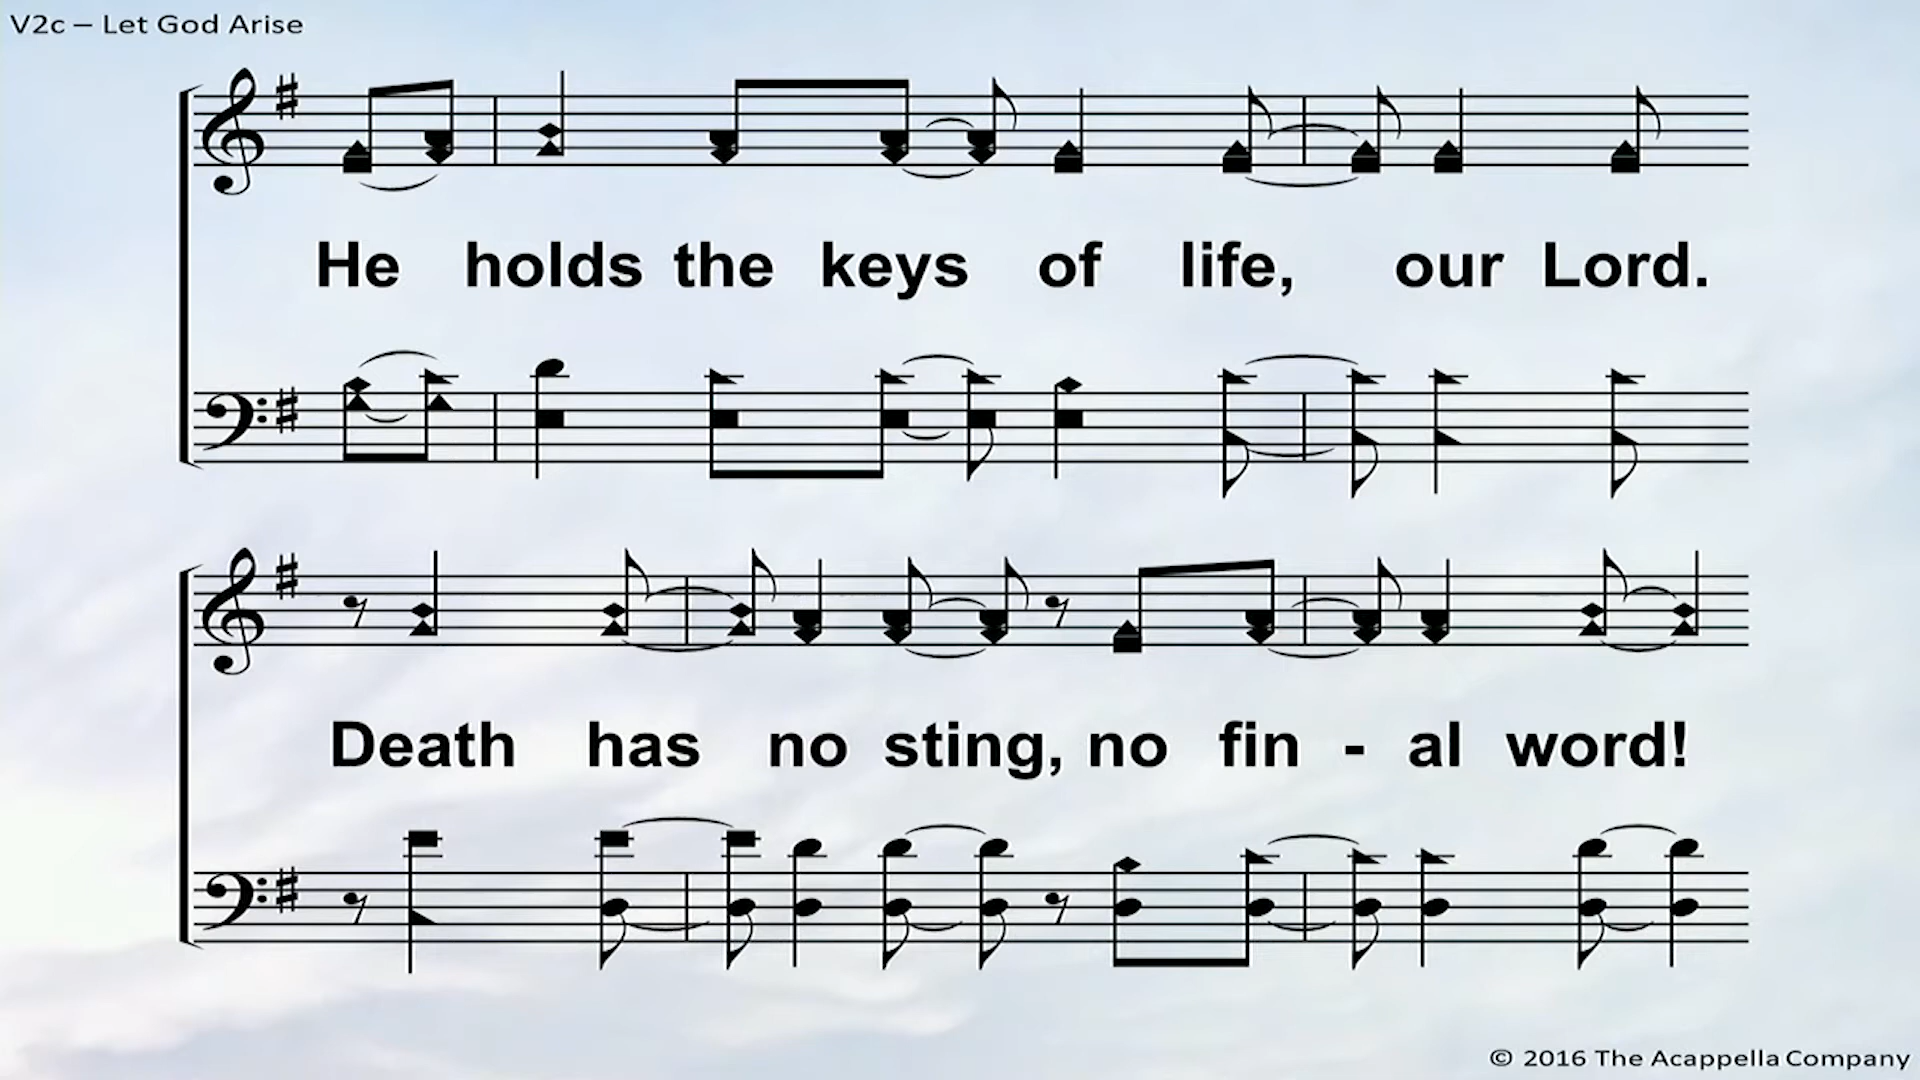 V2c – Let God Arise
He holds the keys of life, our Lord.
Death has no sting, no fin - al word!
© 2016 The Acappella Company